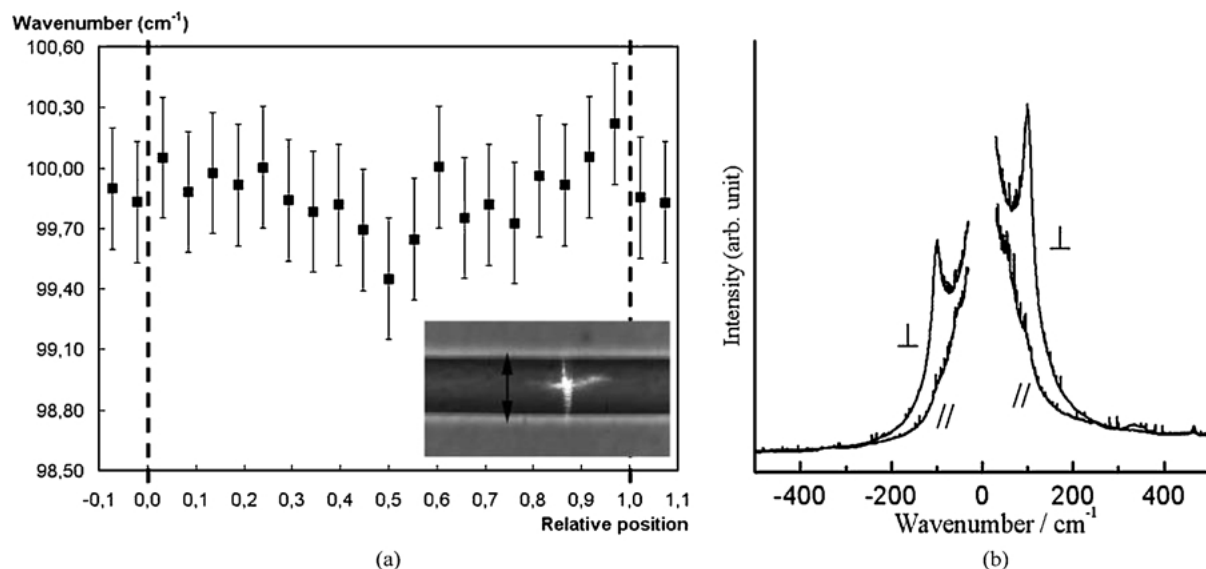 Wavenumber (cm⁻¹)
100,60
100,30
100,00
99,70
99,40
99,10
98,80
98,50
-0,1 0,0 0,1 0,2 0,3 0,4 0,5 0,6 0,7 0,8 0,9 1,0 1,1
Relative position
(a)
Intensity (arb. unit)
⊥
⊥
//
//
-400 -200 0 200 400
Wavenumber / cm⁻¹
(b)